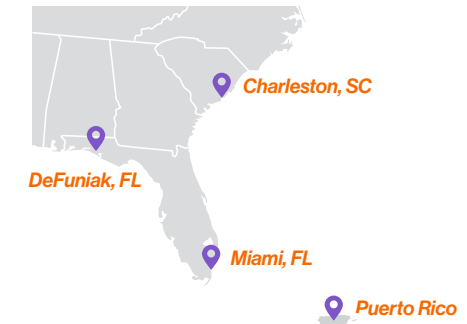 Charleston, SC
DeFuniak, FL
Miami, FL
Puerto Rico